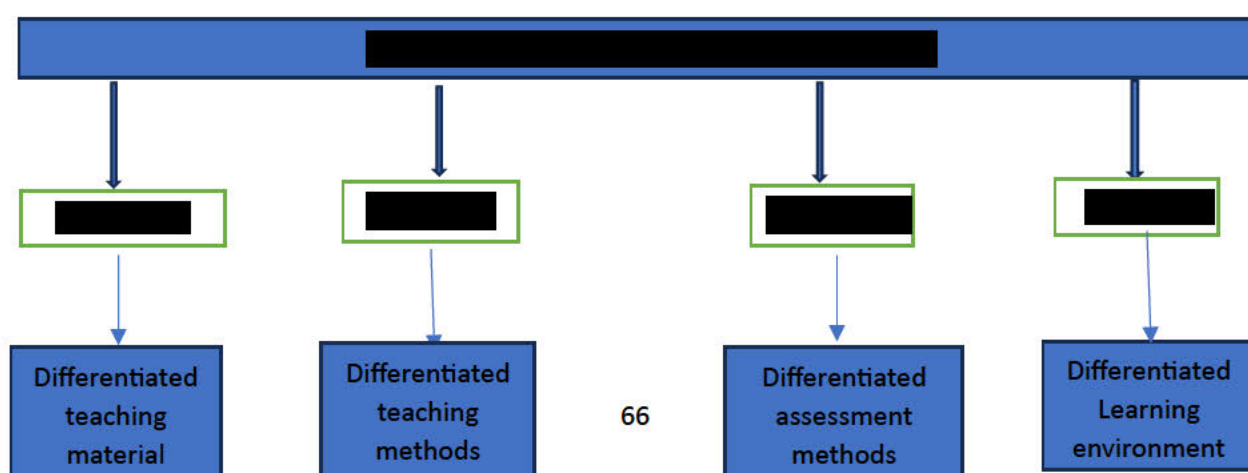 Differentiated
teaching
material
Differentiated
teaching
methods
66
Differentiated
assessment
methods
Differentiated
Learning
environment